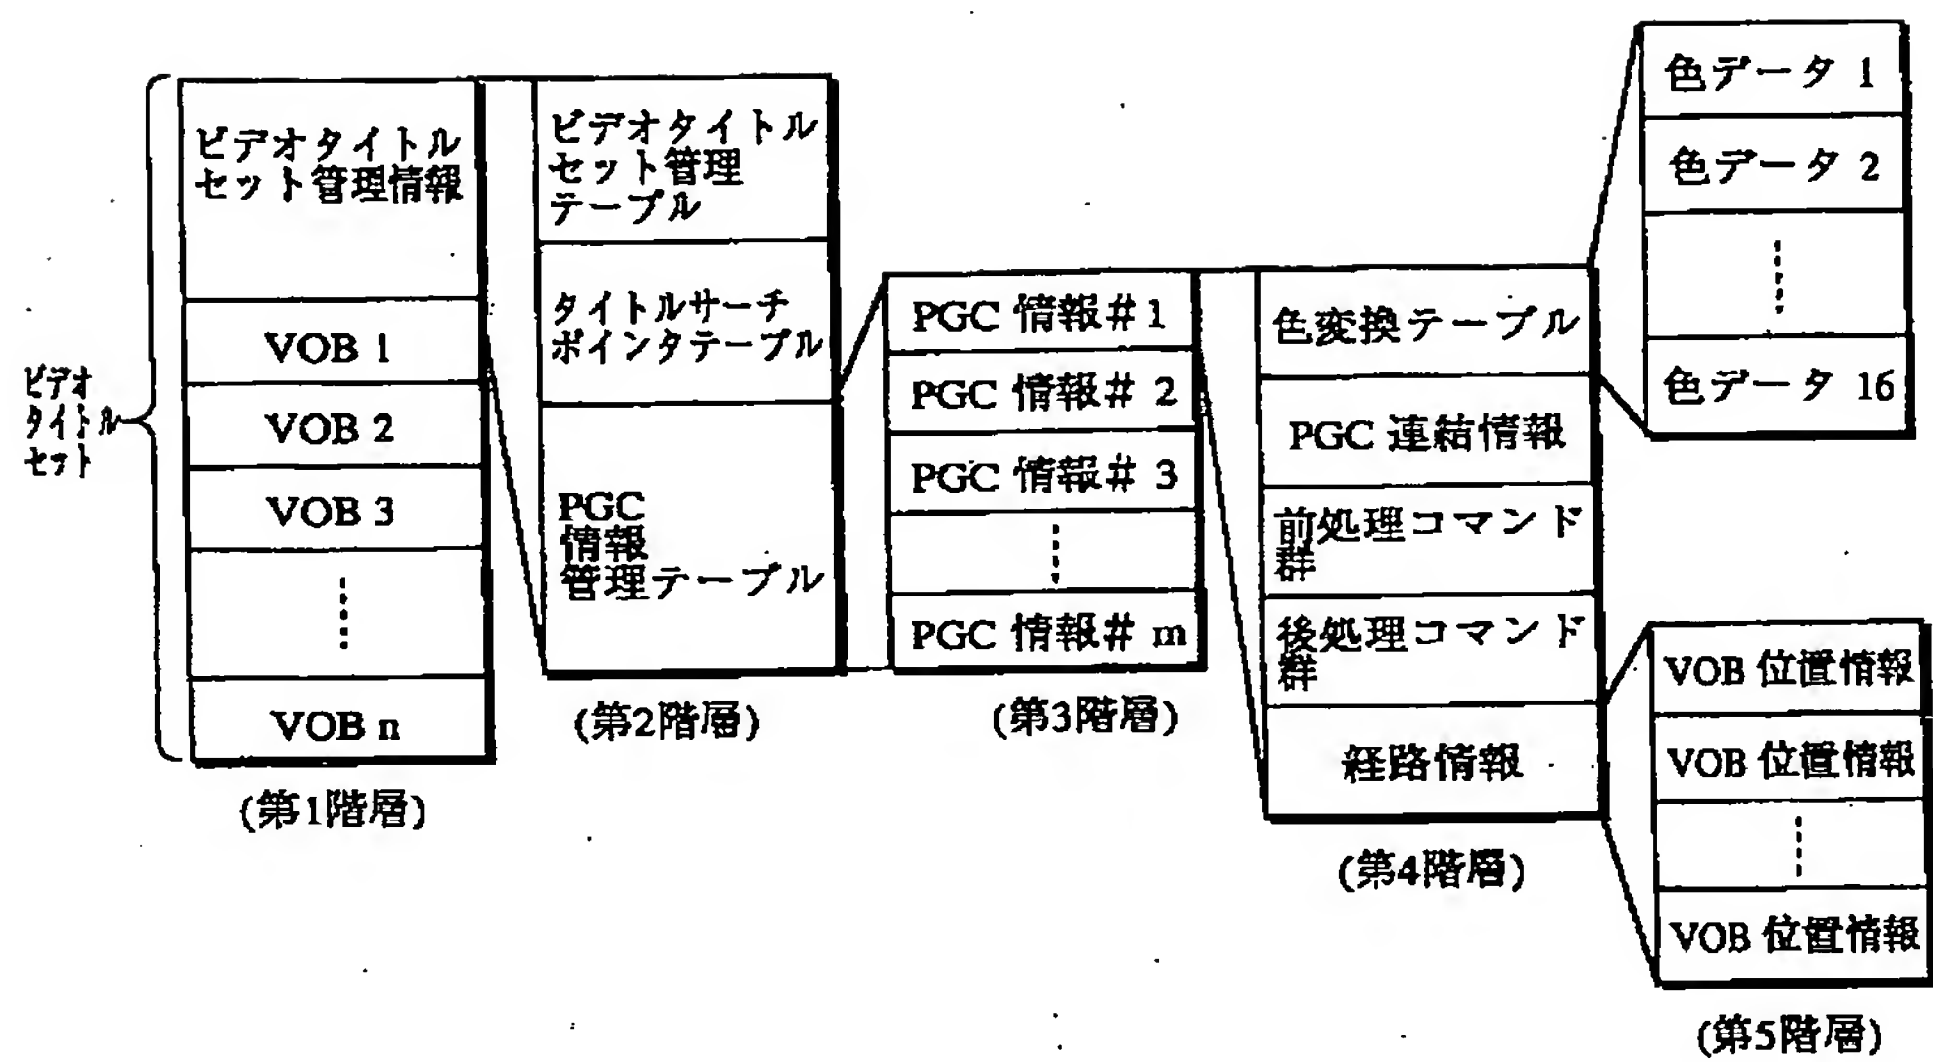 ビデオ
タイトル
セット
ビデオタイトル
セット管理情報
VOB 1
VOB 2
VOB 3
VOB n
(第1階層)
ビデオタイトル
セット管理
テーブル
タイトルサーチ
ポインタテーブル
PGC
情報
管理テーブル
(第2階層)
PGC 情報＃1
PGC 情報＃2
PGC 情報＃3
PGC 情報＃m
(第3階層)
色変換テーブル
PGC 連結情報
前処理コマンド
群
後処理コマンド
群
経路情報
(第4階層)
色データ 1
色データ 2
色データ 16
VOB 位置情報
VOB 位置情報
VOB 位置情報
(第5階層)